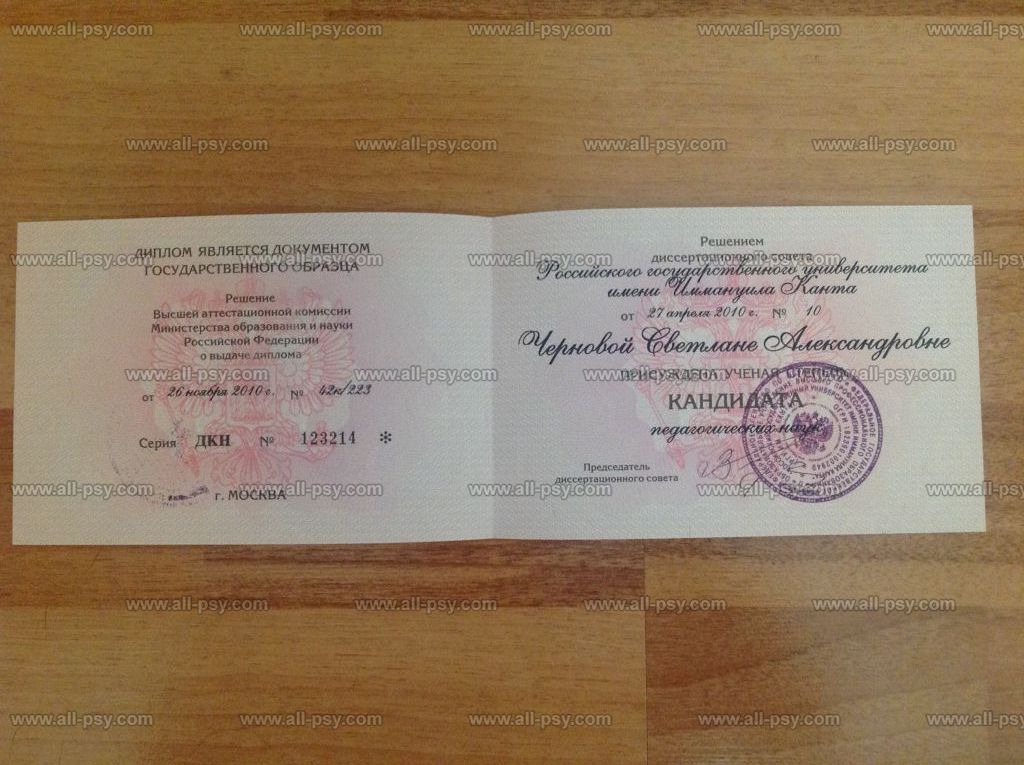 ДИПЛОМ ЯВЛЯЕТСЯ ДОКУМЕНТОМ
ГОСУДАРСТВЕННОГО ОБРАЗЦА
Решение
Высшей аттестационной комиссии
Министерства образования и науки
Российской Федерации
о выдаче диплома
от 26 ноября 2010 г. № 42к/223
Серия ДКН № 123214 *
г. МОСКВА
Решением
диссертационного совета
Российского государственного университета
имени Иммануила Канта
от 27 апреля 2010 г. № 10
Черновой Светлане Александровне
ПРИСУЖДЕНА УЧЕНАЯ СТЕПЕНЬ
КАНДИДАТА
педагогических наук
Председатель
диссертационного совета
www.all-psy.com